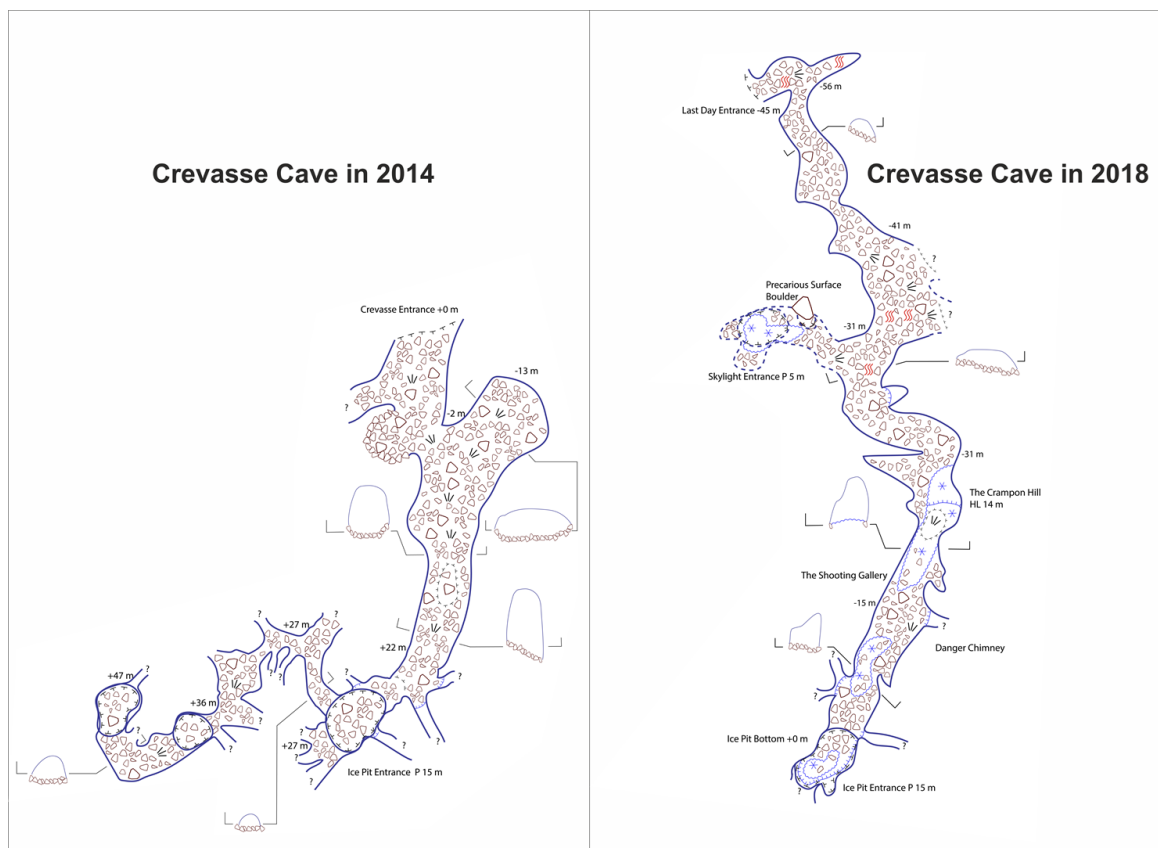 Crevasse Cave in 2014
Crevasse Entrance +0 m
-13 m
-2 m
?
?
?
+27 m
?
+22 m
?
?
+47 m
?
+36 m
?
?
?
?
+27 m
?
?
Ice Pit Entrance P 15 m
Crevasse Cave in 2018
-56 m
Last Day Entrance -45 m
-41 m
?
Precarious Surface
Boulder
-31 m
?
Skylight Entrance P 5 m
-31 m
The Crampon Hill
HL 14 m
The Shooting Gallery
-15 m
?
Danger Chimney
?
Ice Pit Bottom +0 m
?
Ice Pit Entrance P 15 m
?